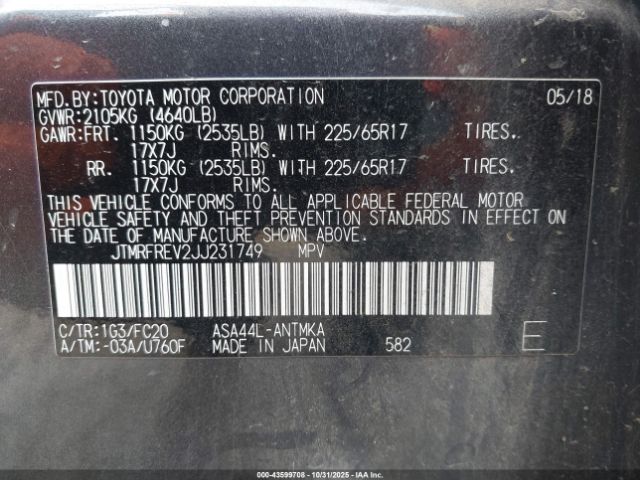 MFD.BY:TOYOTA MOTOR CORPORATION 05/18
GVWR:2105KG (4640LB)
GAWR:FRT. 1150KG (2535LB) WITH 225/65R17 TIRES.
17X7J RIMS.
RR. 1150KG (2535LB) WITH 225/65R17 TIRES.
17X7J RIMS.
THIS VEHICLE CONFORMS TO ALL APPLICABLE FEDERAL MOTOR
VEHICLE SAFETY AND THEFT PREVENTION STANDARDS IN EFFECT ON
THE DATE OF MANUFACTURE SHOWN ABOVE.
JTMRFREV2JJ231749 MPV
C/TR:1G3/FC20 ASA44L-ANTMKA
A/TM:-03A/U760F MADE IN JAPAN 582 E
000-43599708 - 10/31/2025 - COPYRIGHT IAA, LLC.